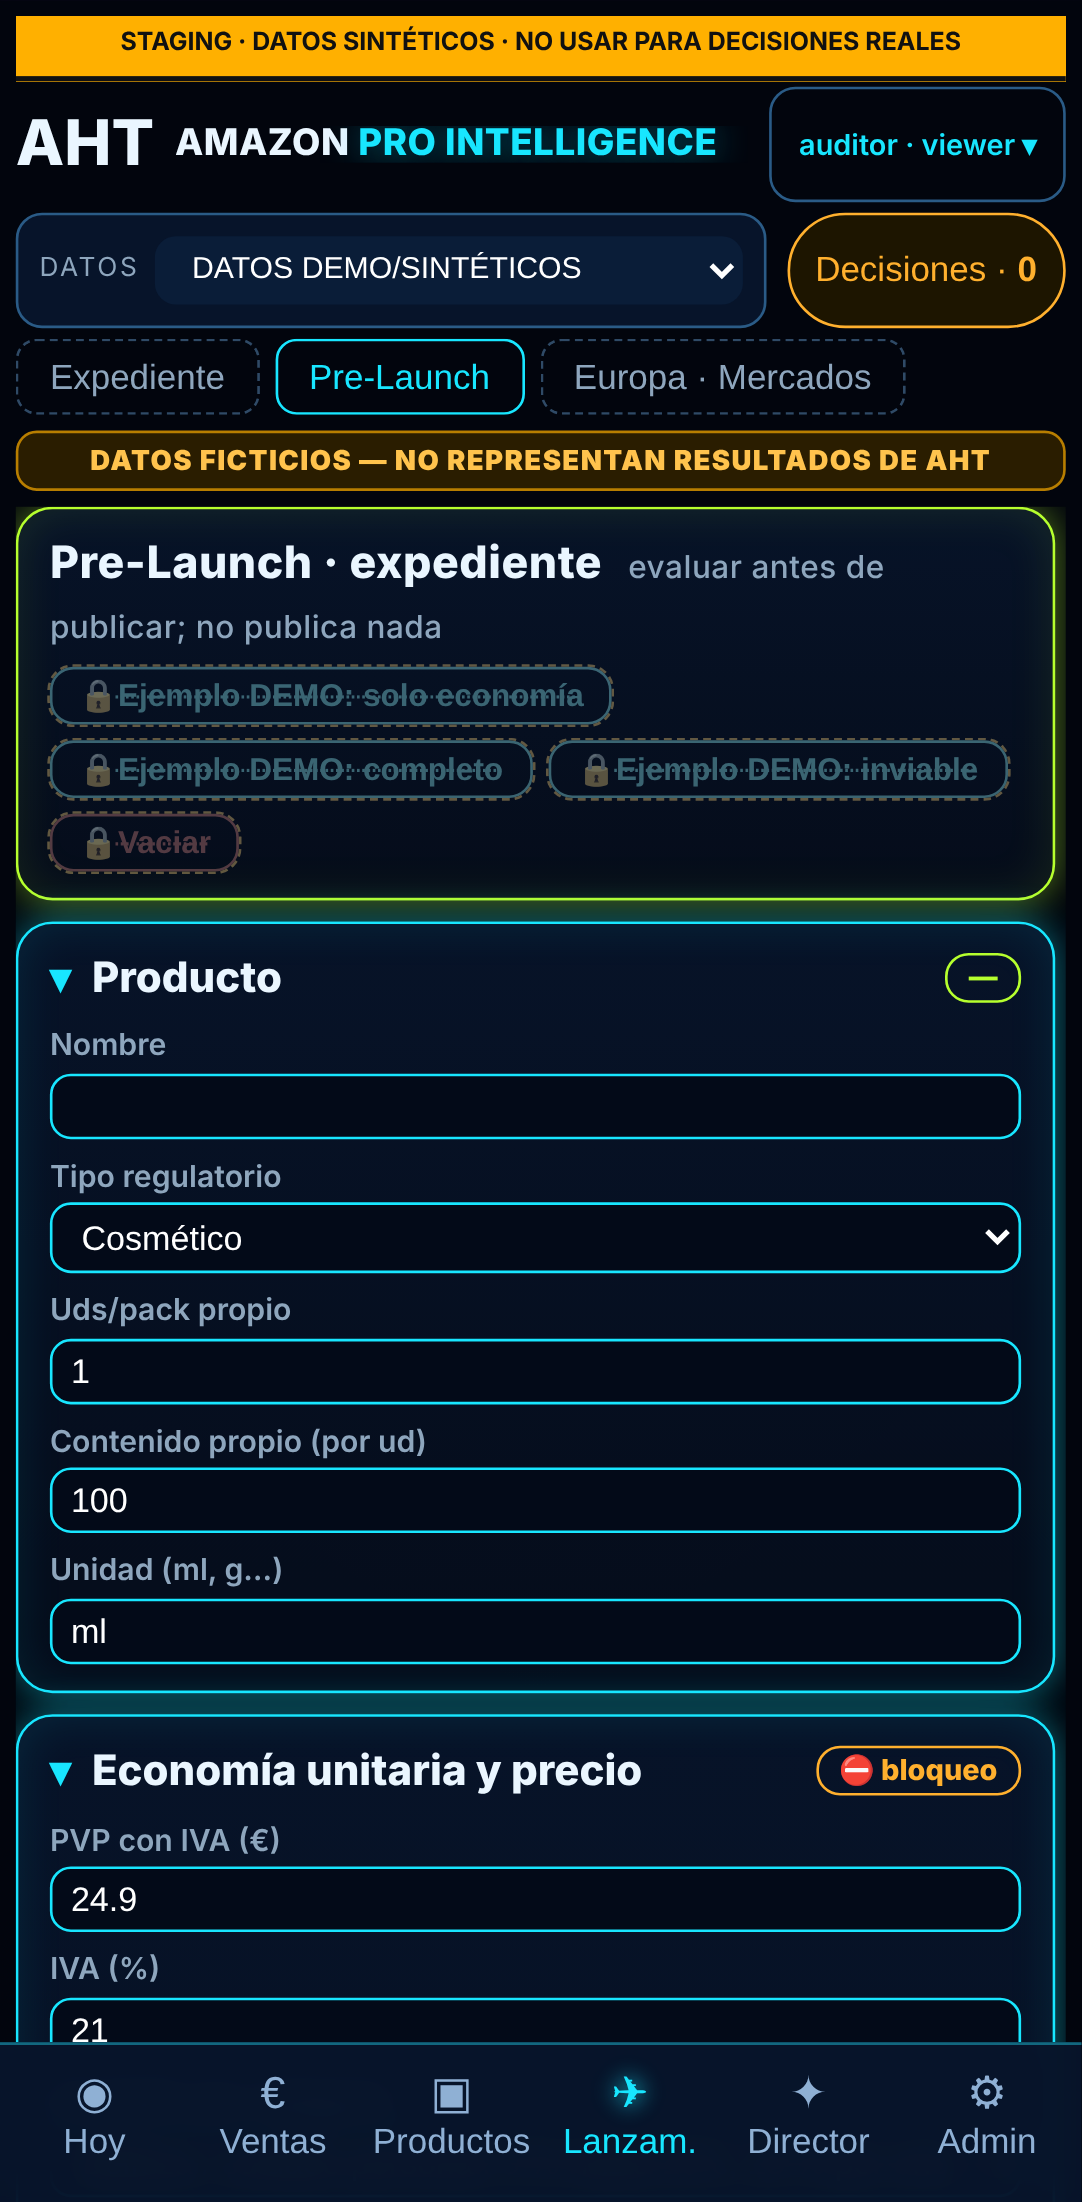 STAGING · DATOS SINTÉTICOS · NO USAR PARA DECISIONES REALES
AHT AMAZON PRO INTELLIGENCE
auditor · viewer ▾
DATOS
DATOS DEMO/SINTÉTICOS
Decisiones · 0
Expediente
Pre-Launch
Europa · Mercados
DATOS FICTICIOS — NO REPRESENTAN RESULTADOS DE AHT
Pre-Launch · expediente evaluar antes de
publicar; no publica nada
🔒Ejemplo DEMO: solo economía
🔒Ejemplo DEMO: completo
🔒Ejemplo DEMO: inviable
🔒Vaciar
▼ Producto
—
Nombre
Tipo regulatorio
Cosmético
Uds/pack propio
1
Contenido propio (por ud)
100
Unidad (ml, g...)
ml
▼ Economía unitaria y precio
⛔ bloqueo
PVP con IVA (€)
24.9
IVA (%)
21
◉ Hoy
€ Ventas
▣ Productos
✈ Lanzam.
✦ Director
⚙ Admin